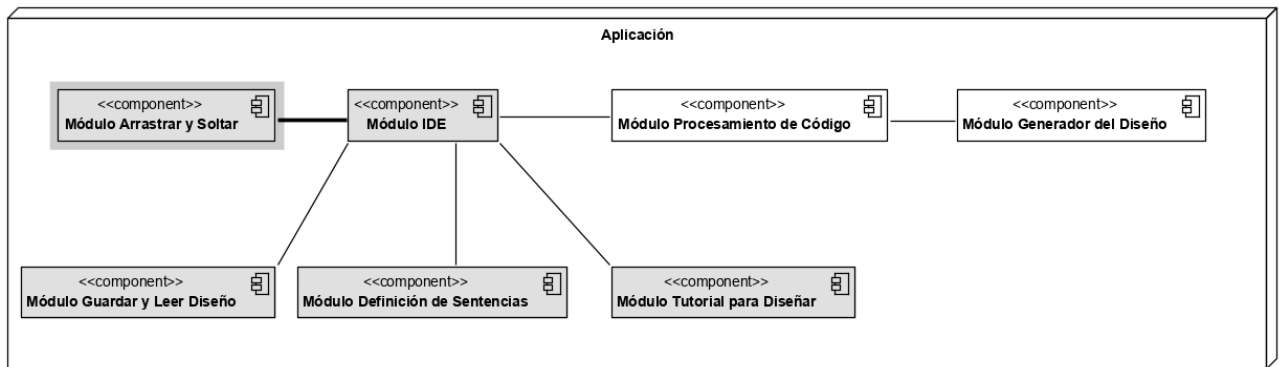 Aplicación
<<component>>
Módulo Arrastrar y Soltar
<<component>>
Módulo IDE
<<component>>
Módulo Procesamiento de Código
<<component>>
Módulo Generador del Diseño
<<component>>
Módulo Guardar y Leer Diseño
<<component>>
Módulo Definición de Sentencias
<<component>>
Módulo Tutorial para Diseñar